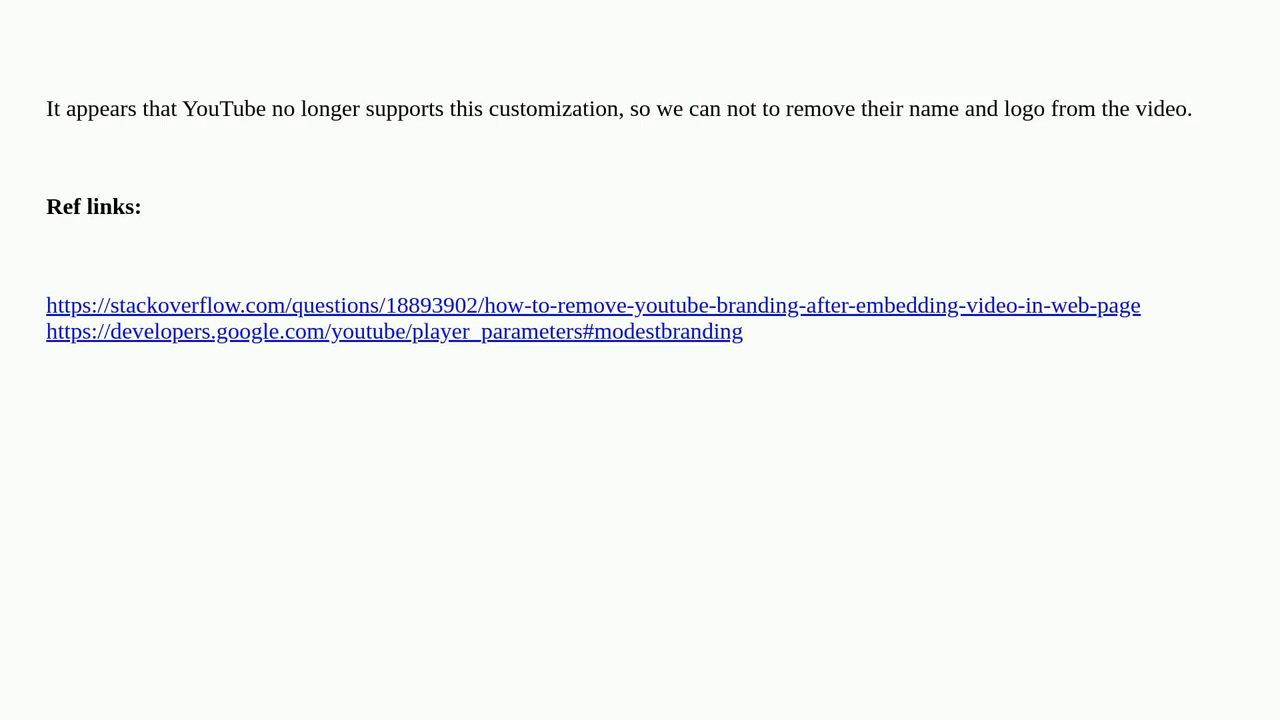 It appears that YouTube no longer supports this customization, so we can not to remove their name and logo from the video.
Ref links:
https://stackoverflow.com/questions/18893902/how-to-remove-youtube-branding-after-embedding-video-in-web-page
https://developers.google.com/youtube/player_parameters#modestbranding